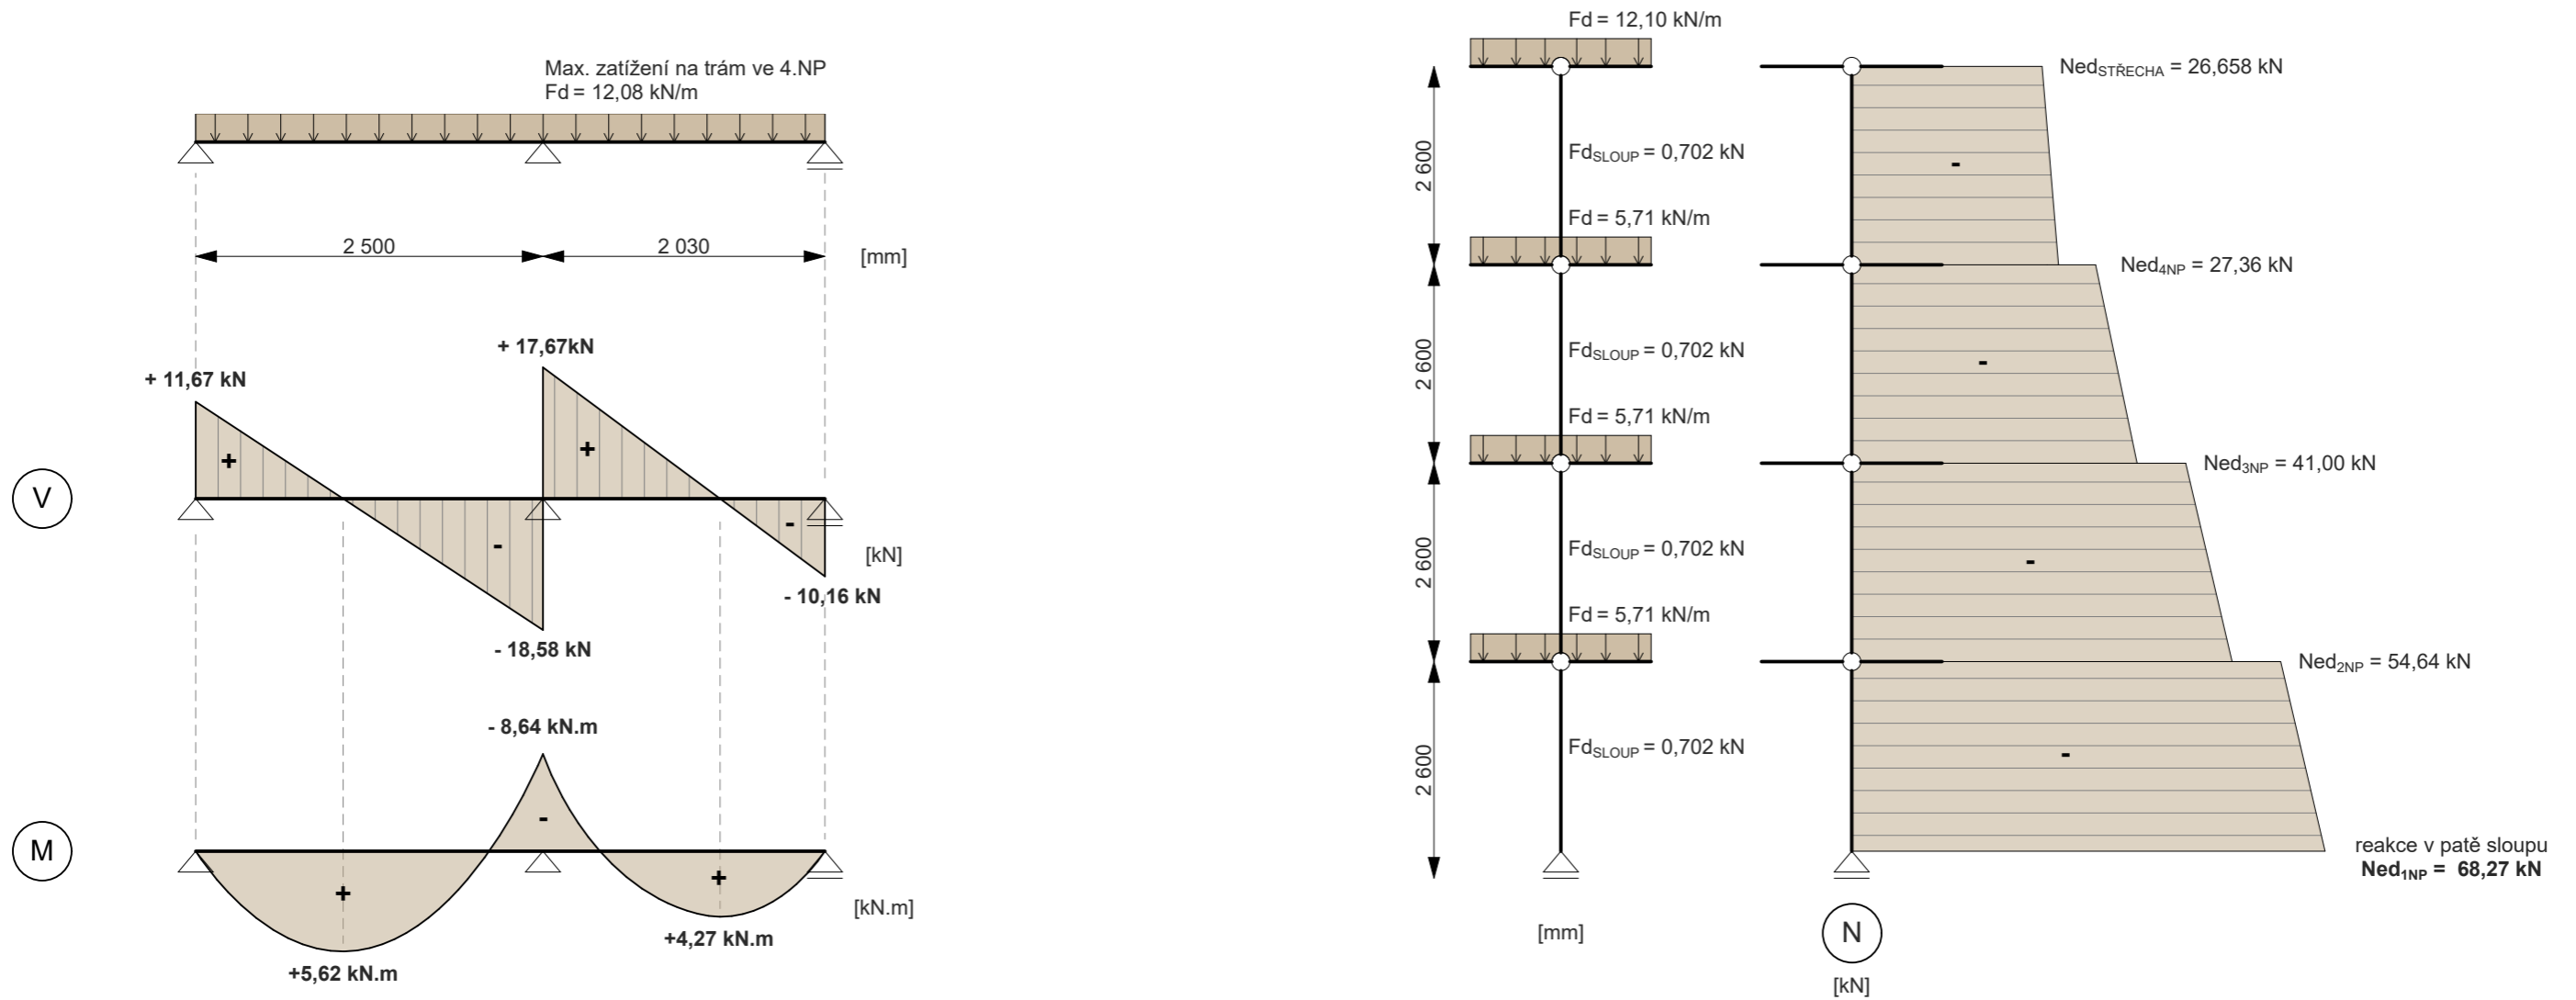 Max. zatížení na trám ve 4.NP
Fd = 12,08 kN/m
2 500
2 030
[mm]
V
+ 11,67 kN
+ 17,67kN
+
-
+
-
[kN]
- 10,16 kN
- 18,58 kN
M
- 8,64 kN.m
-
+
+
[kN.m]
+4,27 kN.m
+5,62 kN.m
Fd = 12,10 kN/m
2 600
FdSLOUP = 0,702 kN
Fd = 5,71 kN/m
2 600
FdSLOUP = 0,702 kN
Fd = 5,71 kN/m
2 600
FdSLOUP = 0,702 kN
Fd = 5,71 kN/m
2 600
FdSLOUP = 0,702 kN
[mm]
NedSTŘECHA = 26,658 kN
-
Ned4NP = 27,36 kN
-
Ned3NP = 41,00 kN
-
Ned2NP = 54,64 kN
-
reakce v patě sloupu
Ned1NP = 68,27 kN
N
[kN]